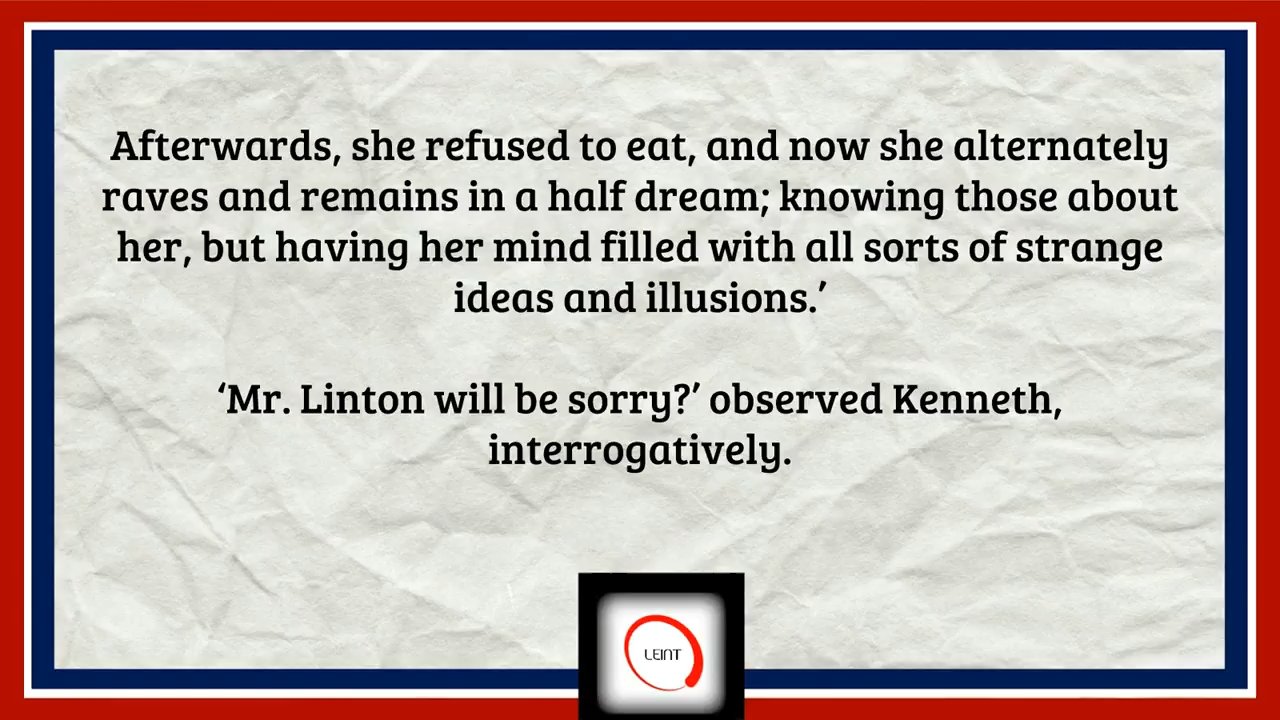 Afterwards, she refused to eat, and now she alternately
raves and remains in a half dream; knowing those about
her, but having her mind filled with all sorts of strange
ideas and illusions.’
‘Mr. Linton will be sorry?’ observed Kenneth,
interrogatively.
LEINT